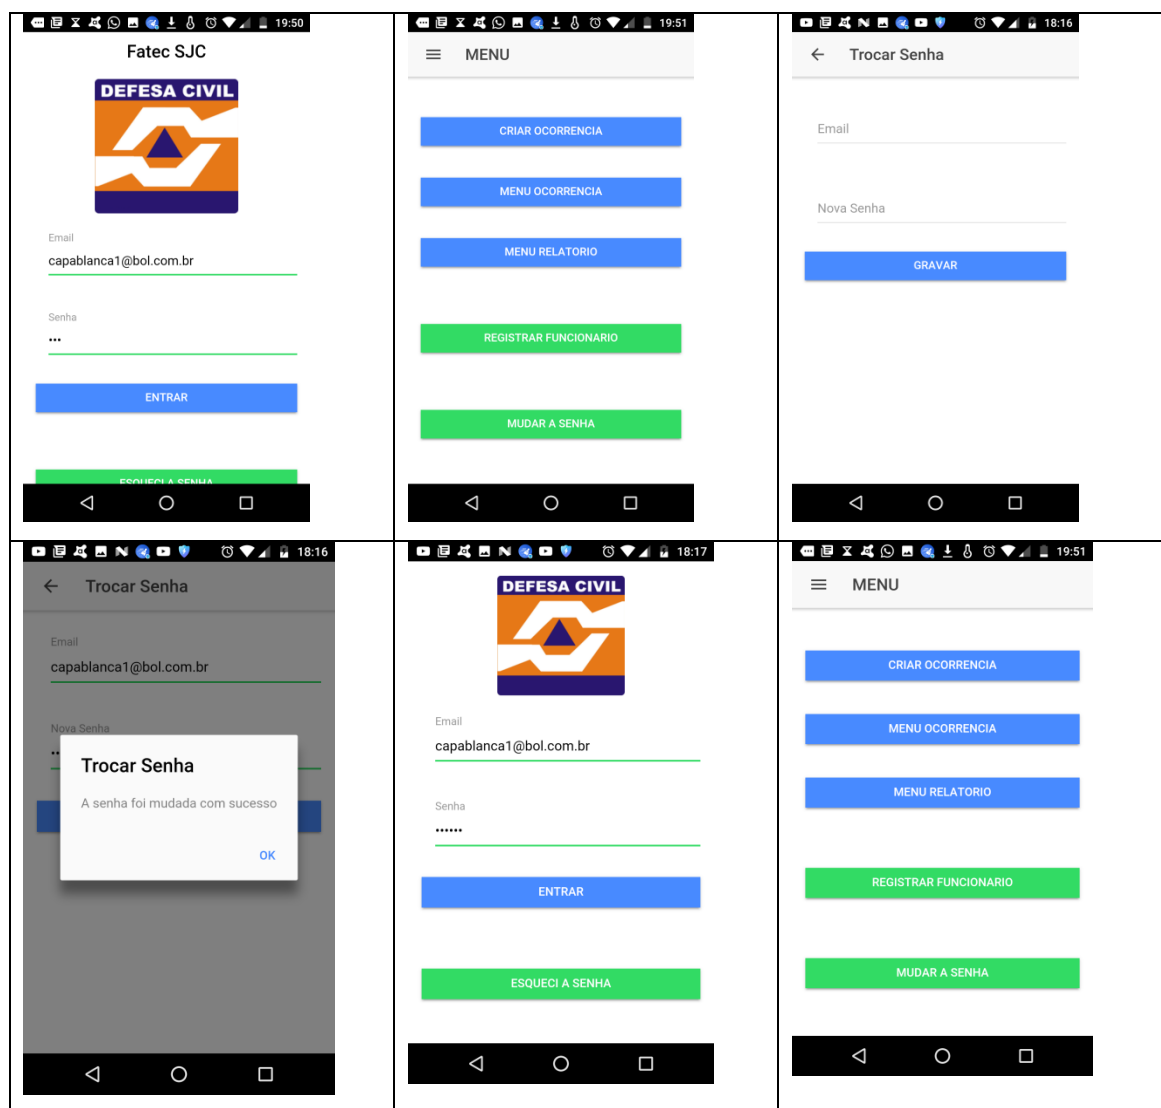 19:50
Fatec SJC
DEFESA CIVIL
Email
capablanca1@bol.com.br
Senha
•••
ENTRAR
ESQUECI A SENHA
19:51
MENU
CRIAR OCORRENCIA
MENU OCORRENCIA
MENU RELATORIO
REGISTRAR FUNCIONARIO
MUDAR A SENHA
18:16
Trocar Senha
Email
Nova Senha
GRAVAR
18:16
Trocar Senha
Email
capablanca1@bol.com.br
Nova Senha
Trocar Senha
A senha foi mudada com sucesso
OK
18:17
DEFESA CIVIL
Email
capablanca1@bol.com.br
Senha
••••••
ENTRAR
ESQUECI A SENHA
19:51
MENU
CRIAR OCORRENCIA
MENU OCORRENCIA
MENU RELATORIO
REGISTRAR FUNCIONARIO
MUDAR A SENHA